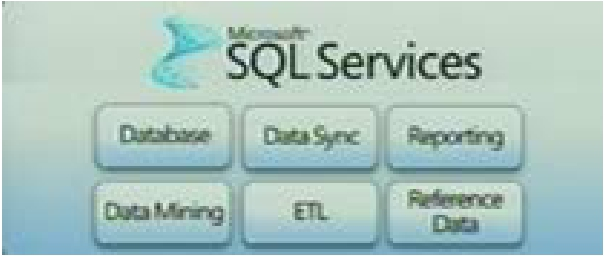 Microsoft
SQL Services
Database
Data Sync
Reporting
Data Mining
ETL
Reference
Data